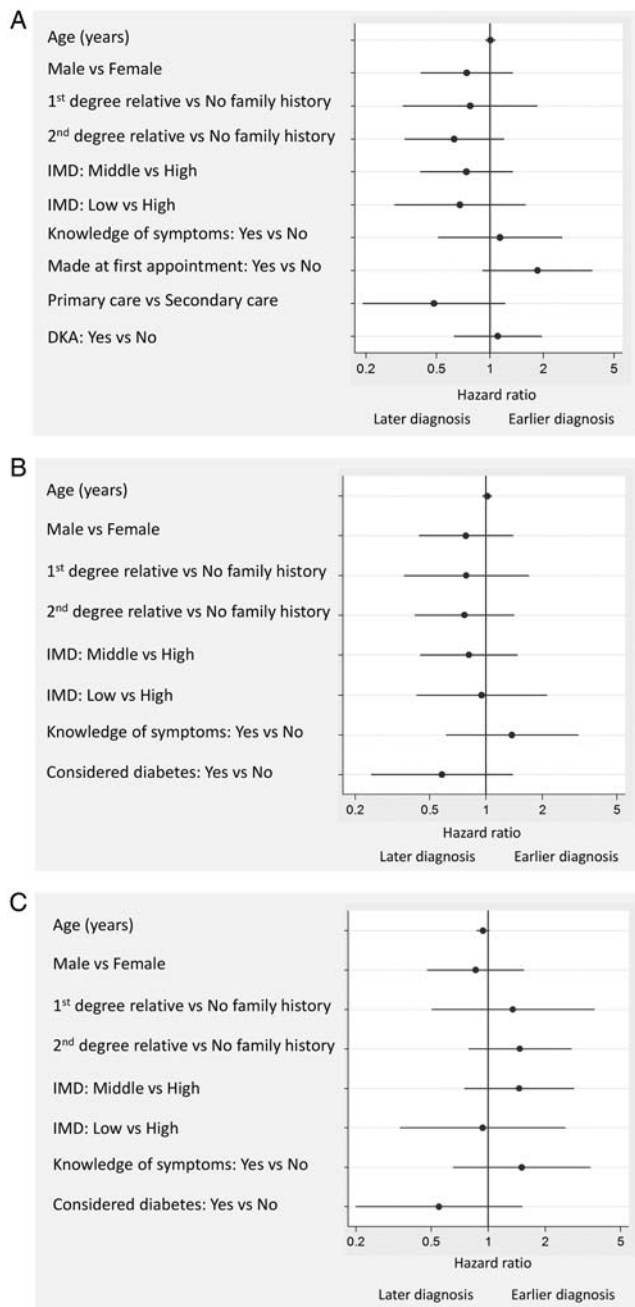 A
Age (years)
Male vs Female
1st degree relative vs No family history
2nd degree relative vs No family history
IMD: Middle vs High
IMD: Low vs High
Knowledge of symptoms: Yes vs No
Made at first appointment: Yes vs No
Primary care vs Secondary care
DKA: Yes vs No
0.2 0.5 1 2 5
Hazard ratio
Later diagnosis Earlier diagnosis
B
Age (years)
Male vs Female
1st degree relative vs No family history
2nd degree relative vs No family history
IMD: Middle vs High
IMD: Low vs High
Knowledge of symptoms: Yes vs No
Considered diabetes: Yes vs No
0.2 0.5 1 2 5
Hazard ratio
Later diagnosis Earlier diagnosis
C
Age (years)
Male vs Female
1st degree relative vs No family history
2nd degree relative vs No family history
IMD: Middle vs High
IMD: Low vs High
Knowledge of symptoms: Yes vs No
Considered diabetes: Yes vs No
0.2 0.5 1 2 5
Hazard ratio
Later diagnosis Earlier diagnosis